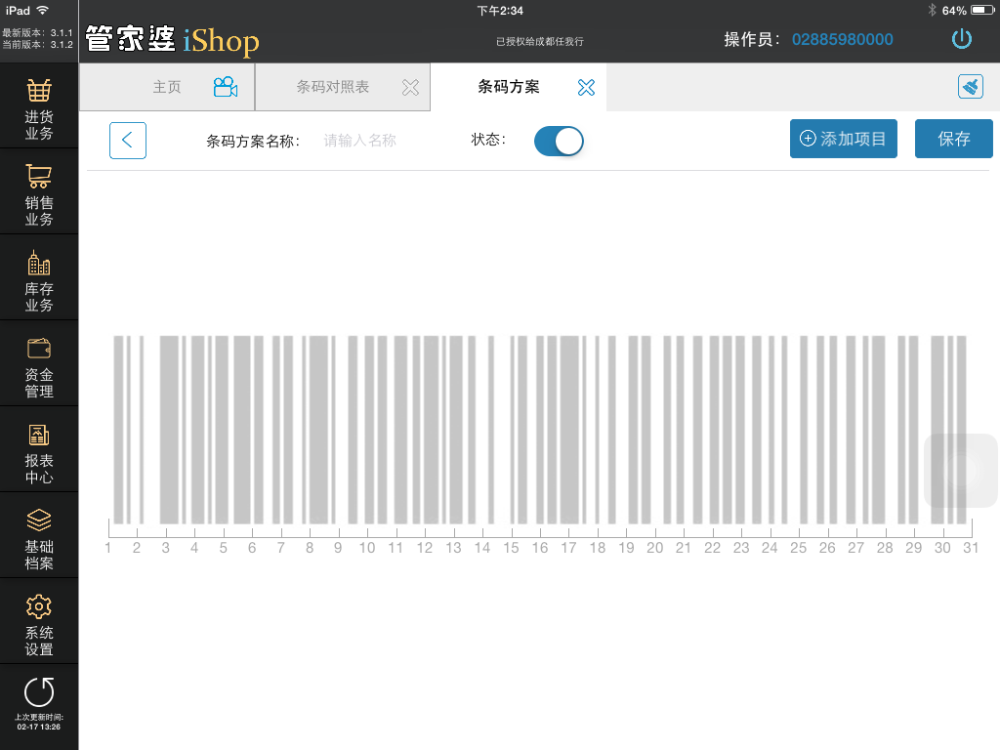 iPad
下午2:34
64%
最新版本：3.1.1
当前版本：3.1.2
管家婆 iShop
已授权给成都任我行
操作员：02885980000
主页
条码对照表
条码方案
条码方案名称：
请输入名称
状态：
添加项目
保存
进货
业务
销售
业务
库存
业务
资金
管理
报表
中心
基础
档案
系统
设置
上次更新时间:
02-17 13:26
1 2 3 4 5 6 7 8 9 10 11 12 13 14 15 16 17 18 19 20 21 22 23 24 25 26 27 28 29 30 31